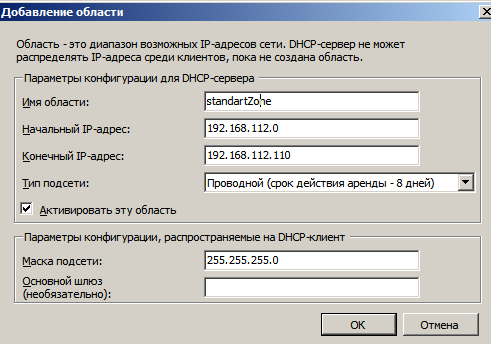 Добавление области
Область - это диапазон возможных IP-адресов сети. DHCP-сервер не может
распределять IP-адреса среди клиентов, пока не создана область.
Параметры конфигурации для DHCP-сервера
Имя области: standartZone
Начальный IP-адрес: 192.168.112.0
Конечный IP-адрес: 192.168.112.110
Тип подсети: Проводной (срок действия аренды - 8 дней)
Активировать эту область
Параметры конфигурации, распространяемые на DHCP-клиент
Маска подсети: 255.255.255.0
Основной шлюз
(необязательно):
ОК Отмена